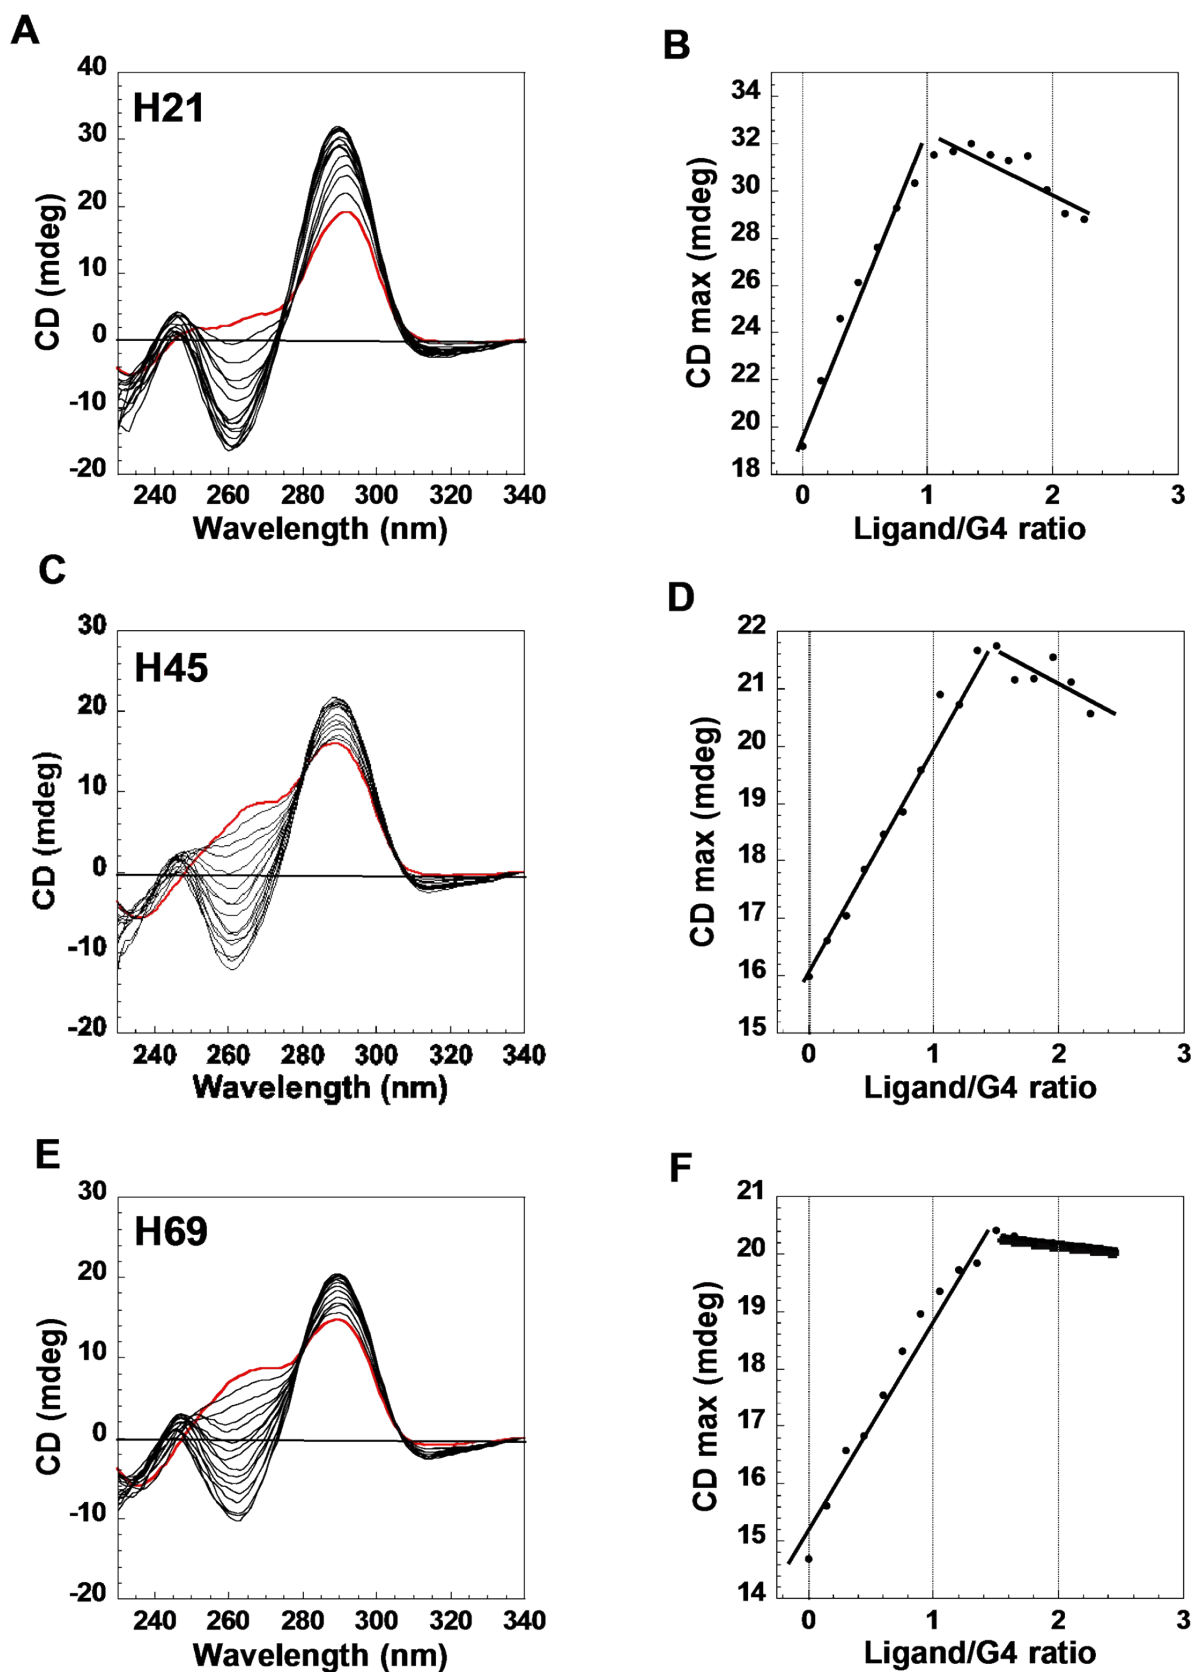 A
H21
CD (mdeg)
40
30
20
10
0
-10
-20
240 260 280 300 320 340
Wavelength (nm)
B
CD max (mdeg)
34
32
30
28
26
24
22
20
18
0 1 2 3
Ligand/G4 ratio
C
H45
CD (mdeg)
30
20
10
0
-10
-20
240 260 280 300 320 340
Wavelength (nm)
D
CD max (mdeg)
22
21
20
19
18
17
16
15
0 1 2 3
Ligand/G4 ratio
E
H69
CD (mdeg)
30
20
10
0
-10
-20
240 260 280 300 320 340
Wavelength (nm)
F
CD max (mdeg)
21
20
19
18
17
16
15
14
0 1 2 3
Ligand/G4 ratio